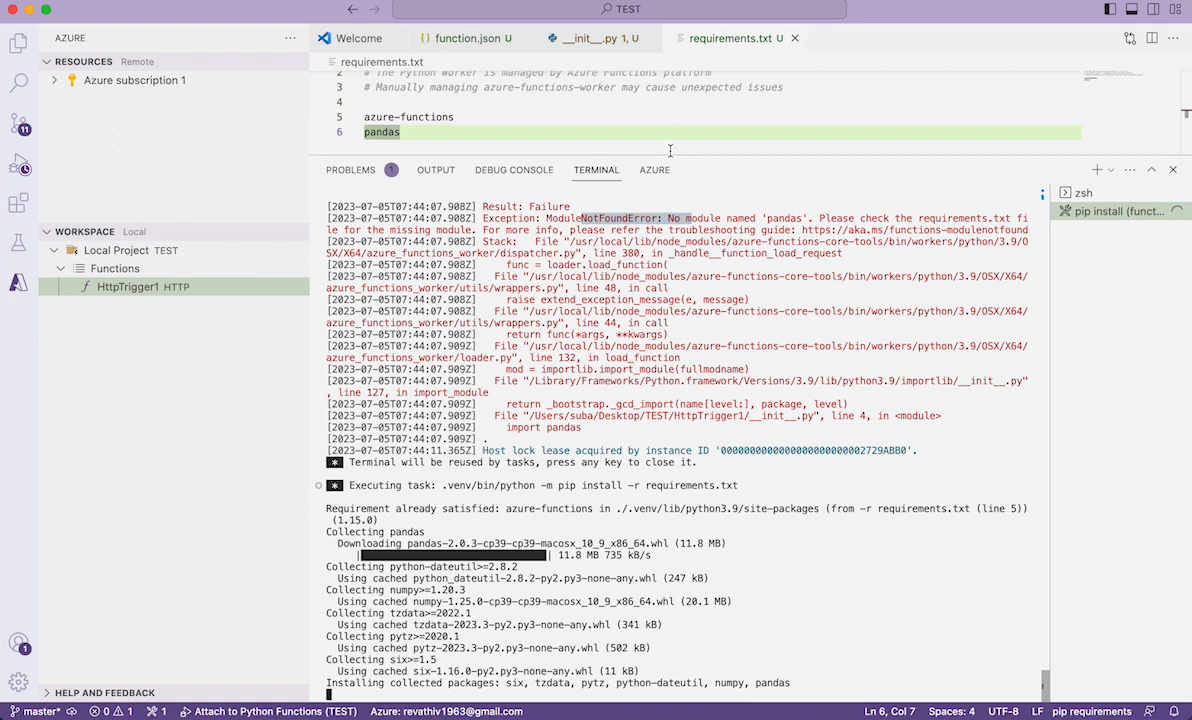 TEST
AZURE
Welcome
{} function.json U
__init__.py 1, U
requirements.txt U
RESOURCES Remote
Azure subscription 1
requirements.txt
2 # The Python Worker is managed by Azure Functions platform
3 # Manually managing azure-functions-worker may cause unexpected issues
4
5 azure-functions
6 pandas
11
PROBLEMS 1 OUTPUT DEBUG CONSOLE TERMINAL AZURE
zsh
pip install (funct...
WORKSPACE Local
Local Project TEST
Functions
HttpTrigger1 HTTP
[2023-07-05T07:44:07.908Z] Result: Failure
[2023-07-05T07:44:07.908Z] Exception: ModuleNotFoundError: No module named 'pandas'. Please check the requirements.txt fi
le for the missing module. For more info, please refer the troubleshooting guide: https://aka.ms/functions-modulenotfound
[2023-07-05T07:44:07.908Z] Stack:   File "/usr/local/lib/node_modules/azure-functions-core-tools/bin/workers/python/3.9/O
SX/X64/azure_functions_worker/dispatcher.py", line 380, in _handle__function_load_request
[2023-07-05T07:44:07.908Z]     func = loader.load_function(
[2023-07-05T07:44:07.908Z]   File "/usr/local/lib/node_modules/azure-functions-core-tools/bin/workers/python/3.9/OSX/X64/
azure_functions_worker/utils/wrappers.py", line 48, in call
[2023-07-05T07:44:07.908Z]     raise extend_exception_message(e, message)
[2023-07-05T07:44:07.908Z]   File "/usr/local/lib/node_modules/azure-functions-core-tools/bin/workers/python/3.9/OSX/X64/
azure_functions_worker/utils/wrappers.py", line 44, in call
[2023-07-05T07:44:07.908Z]     return func(*args, **kwargs)
[2023-07-05T07:44:07.908Z]   File "/usr/local/lib/node_modules/azure-functions-core-tools/bin/workers/python/3.9/OSX/X64/
azure_functions_worker/loader.py", line 132, in load_function
[2023-07-05T07:44:07.908Z]     mod = importlib.import_module(fullmodname)
[2023-07-05T07:44:07.909Z]   File "/Library/Frameworks/Python.framework/Versions/3.9/lib/python3.9/importlib/__init__.py"
, line 127, in import_module
[2023-07-05T07:44:07.909Z]     return _bootstrap._gcd_import(name[level:], package, level)
[2023-07-05T07:44:07.909Z]   File "/Users/suba/Desktop/TEST/HttpTrigger1/__init__.py", line 4, in <module>
[2023-07-05T07:44:07.909Z]     import pandas
[2023-07-05T07:44:07.909Z] .
[2023-07-05T07:44:11.365Z] Host lock lease acquired by instance ID '0000000000000000000000002729ABB0'.
* Terminal will be reused by tasks, press any key to close it.
* Executing task: .venv/bin/python -m pip install -r requirements.txt
Requirement already satisfied: azure-functions in ./.venv/lib/python3.9/site-packages (from -r requirements.txt (line 5))
(1.15.0)
Collecting pandas
Downloading pandas-2.0.3-cp39-cp39-macosx_10_9_x86_64.whl (11.8 MB)
| | 11.8 MB 735 kB/s
Collecting python-dateutil>=2.8.2
Using cached python_dateutil-2.8.2-py2.py3-none-any.whl (247 kB)
Collecting numpy>=1.20.3
Using cached numpy-1.25.0-cp39-cp39-macosx_10_9_x86_64.whl (20.1 MB)
Collecting tzdata>=2022.1
Using cached tzdata-2023.3-py2.py3-none-any.whl (341 kB)
Collecting pytz>=2020.1
Using cached pytz-2023.3-py2.py3-none-any.whl (502 kB)
Collecting six>=1.5
Using cached six-1.16.0-py2.py3-none-any.whl (11 kB)
Installing collected packages: six, tzdata, pytz, python-dateutil, numpy, pandas
1
HELP AND FEEDBACK
master* 0 1 1 Attach to Python Functions (TEST) Azure: revathiv1963@gmail.com Ln 6, Col 7 Spaces: 4 UTF-8 LF pip requirements